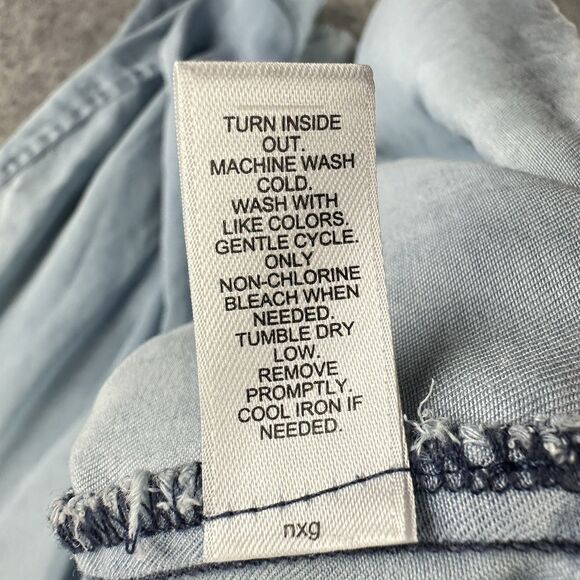 TURN INSIDE
OUT.
MACHINE WASH
COLD.
WASH WITH
LIKE COLORS.
GENTLE CYCLE.
ONLY
NON-CHLORINE
BLEACH WHEN
NEEDED.
TUMBLE DRY
LOW.
REMOVE
PROMPTLY.
COOL IRON IF
NEEDED.
nxg